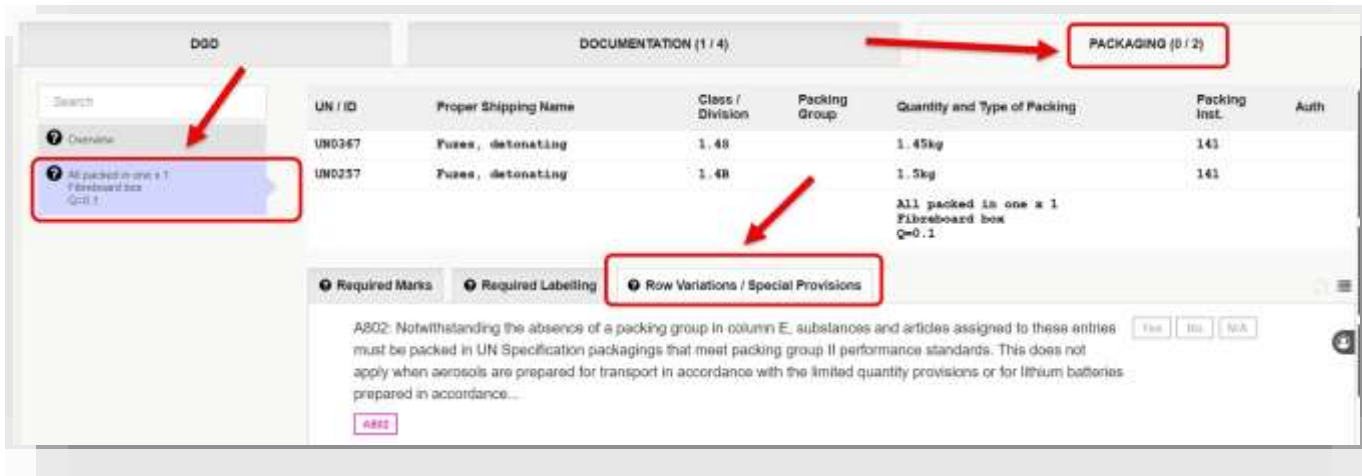 DGD
DOCUMENTATION (1 / 4)
PACKAGING (0 / 2)
Search
Overview
All packed in one x 1
Fibreboard box
Q=0.1
UN / ID Proper Shipping Name Class / Division Packing Group Quantity and Type of Packing Packing Inst. Auth
UN0367 Fuzes, detonating 1.4S 1.45kg 141
UN0257 Fuzes, detonating 1.4B 1.5kg 141
All packed in one x 1
Fibreboard box
Q=0.1
Required Marks Required Labelling Row Variations / Special Provisions
A802: Notwithstanding the absence of a packing group in column E, substances and articles assigned to these entries
must be packed in UN Specification packagings that meet packing group II performance standards. This does not
apply when aerosols are prepared for transport in accordance with the limited quantity provisions or for lithium batteries
prepared in accordance...
Yes No N/A
A802